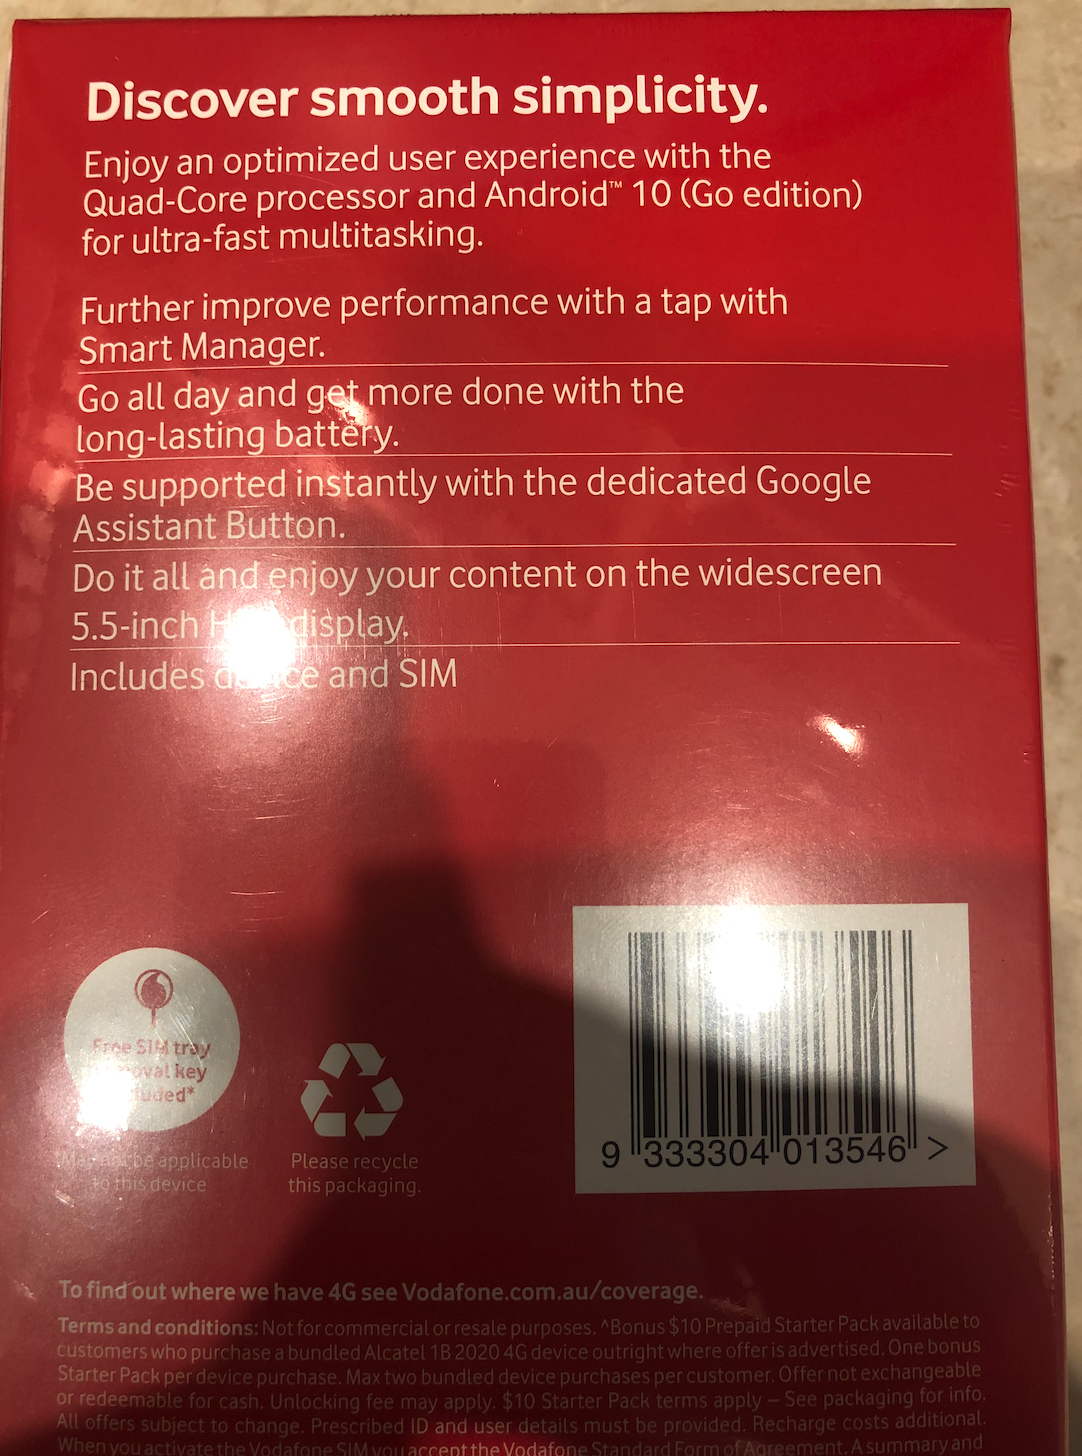 Discover smooth simplicity.
Enjoy an optimized user experience with the
Quad-Core processor and Android™ 10 (Go edition)
for ultra-fast multitasking.
Further improve performance with a tap with
Smart Manager.
Go all day and get more done with the
long-lasting battery.
Be supported instantly with the dedicated Google
Assistant Button.
Do it all and enjoy your content on the widescreen
5.5-inch display.
Includes and SIM
Free SIM tray
key
May not be applicable
to this device
Please recycle
this packaging.
9 333304 013546 >
To find out where we have 4G see Vodafone.com.au/coverage.
Terms and conditions: Not for commercial or resale purposes. ^Bonus $10 Prepaid Starter Pack available to
customers who purchase a bundled Alcatel 1B 2020 4G device outright where offer is advertised. One bonus
Starter Pack per device purchase. Max two bundled device purchases per customer. Offer not exchangeable
or redeemable for cash. Unlocking fee may apply. $10 Starter Pack terms apply – See packaging for info.
All offers subject to change. Prescribed ID and user details must be provided. Recharge costs additional.
When you activate the Vodafone SIM you accept the Vodafone Standard Form of Agreement. A summary and